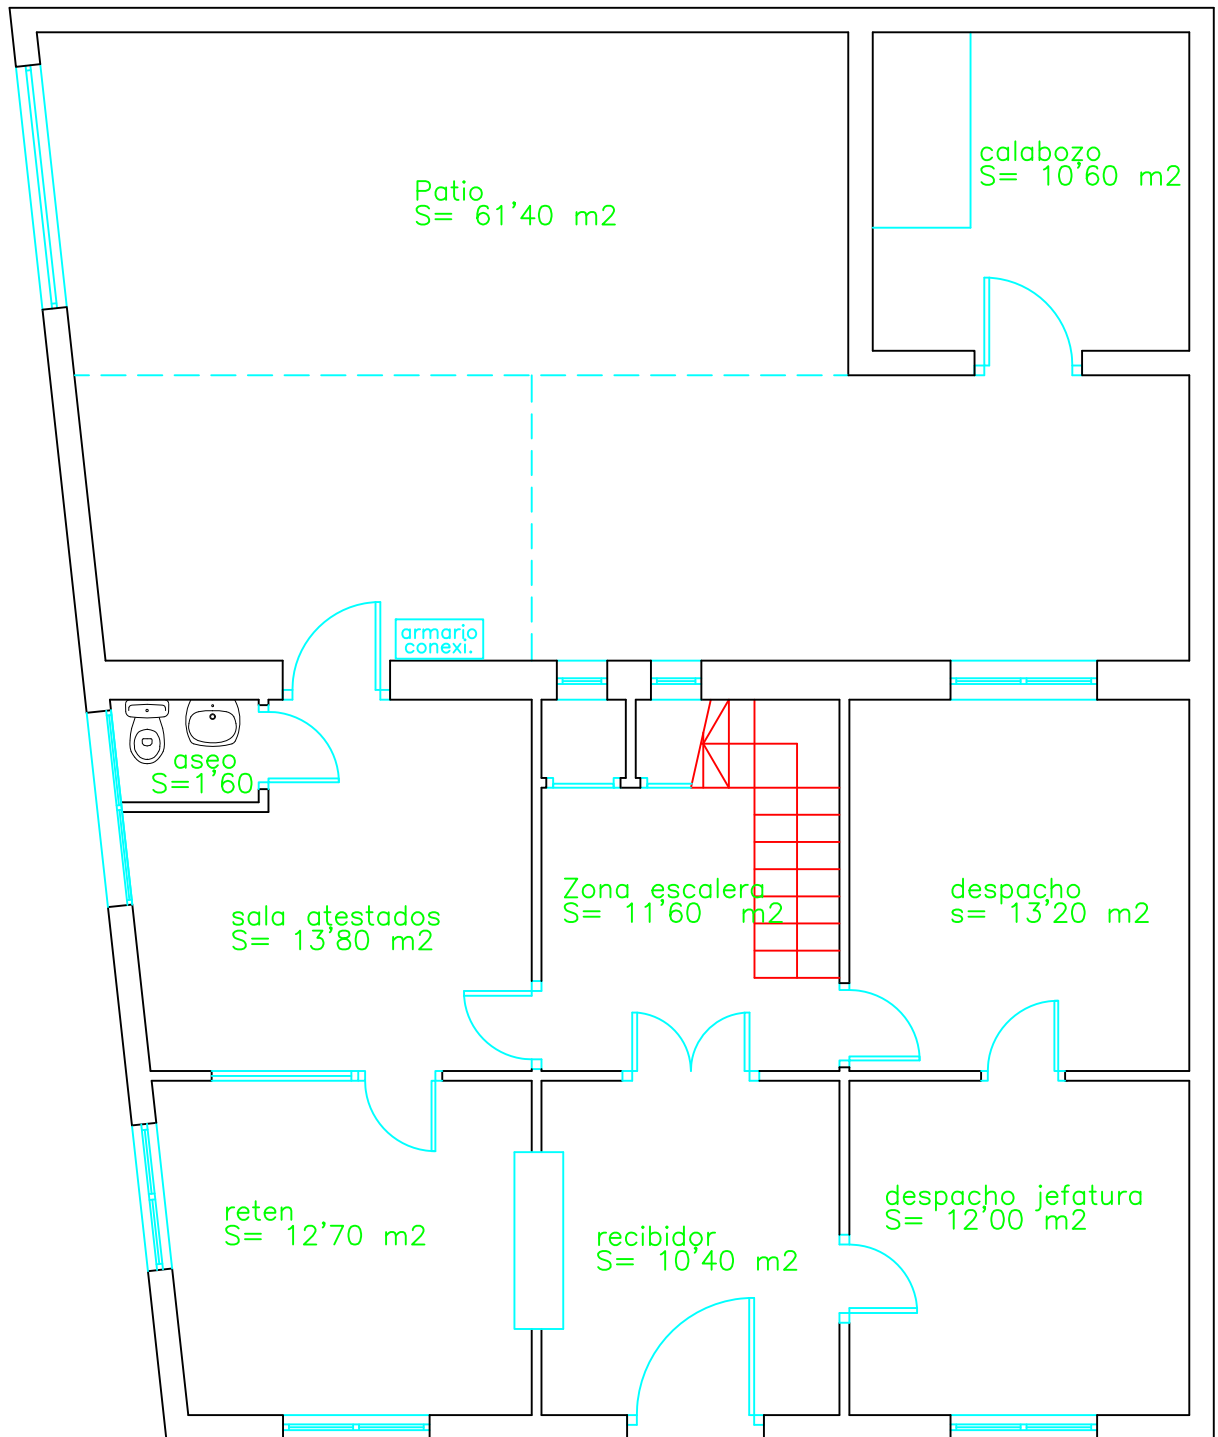 calabozo
S= 10'60 m2
Patio
S= 61'40 m2
armario
conexi.
aseo
S=1'60
Zona escalera
S= 11'60 m2
despacho
s= 13'20 m2
sala atestados
S= 13'80 m2
despacho jefatura
S= 12'00 m2
reten
S= 12'70 m2
recibidor
S= 10'40 m2